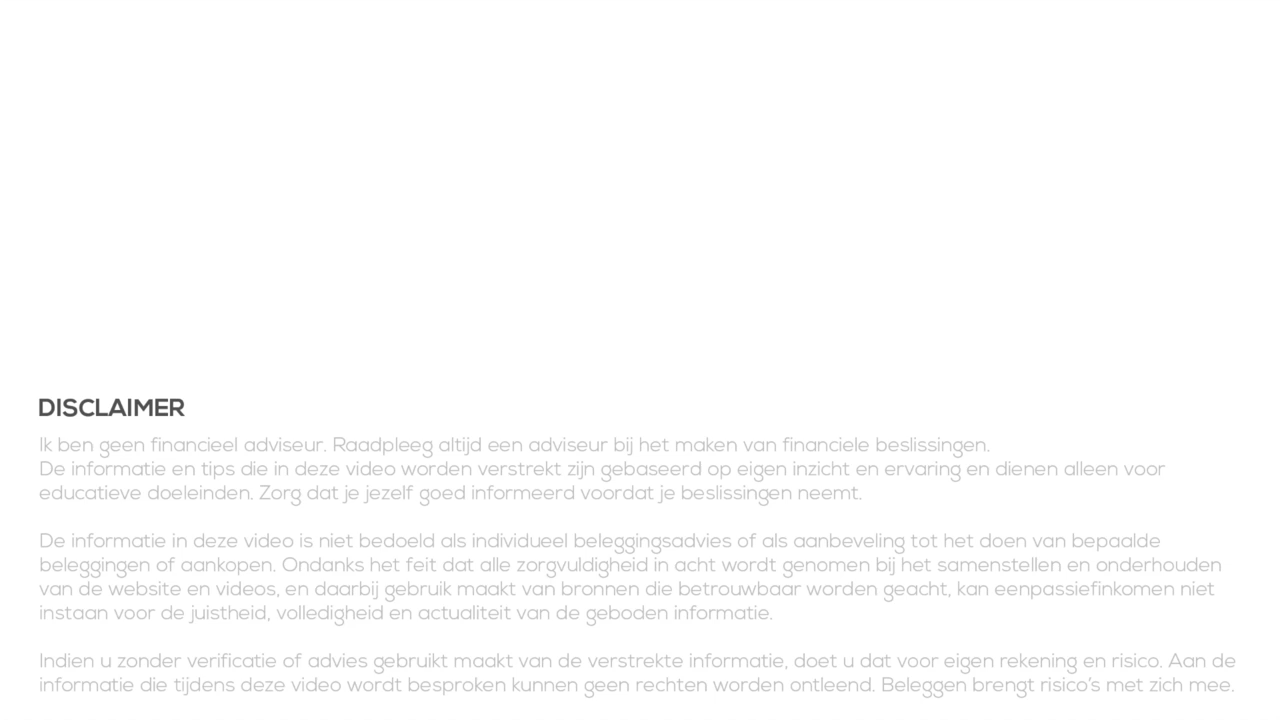 DISCLAIMER
Ik ben geen financieel adviseur. Raadpleeg altijd een adviseur bij het maken van financiele beslissingen.
De informatie en tips die in deze video worden verstrekt zijn gebaseerd op eigen inzicht en ervaring en dienen alleen voor
educatieve doeleinden. Zorg dat je jezelf goed informeerd voordat je beslissingen neemt.
De informatie in deze video is niet bedoeld als individueel beleggingsadvies of als aanbeveling tot het doen van bepaalde
beleggingen of aankopen. Ondanks het feit dat alle zorgvuldigheid in acht wordt genomen bij het samenstellen en onderhouden
van de website en videos, en daarbij gebruik maakt van bronnen die betrouwbaar worden geacht, kan eenpassiefinkomen niet
instaan voor de juistheid, volledigheid en actualiteit van de geboden informatie.
Indien u zonder verificatie of advies gebruikt maakt van de verstrekte informatie, doet u dat voor eigen rekening en risico. Aan de
informatie die tijdens deze video wordt besproken kunnen geen rechten worden ontleend. Beleggen brengt risico's met zich mee.